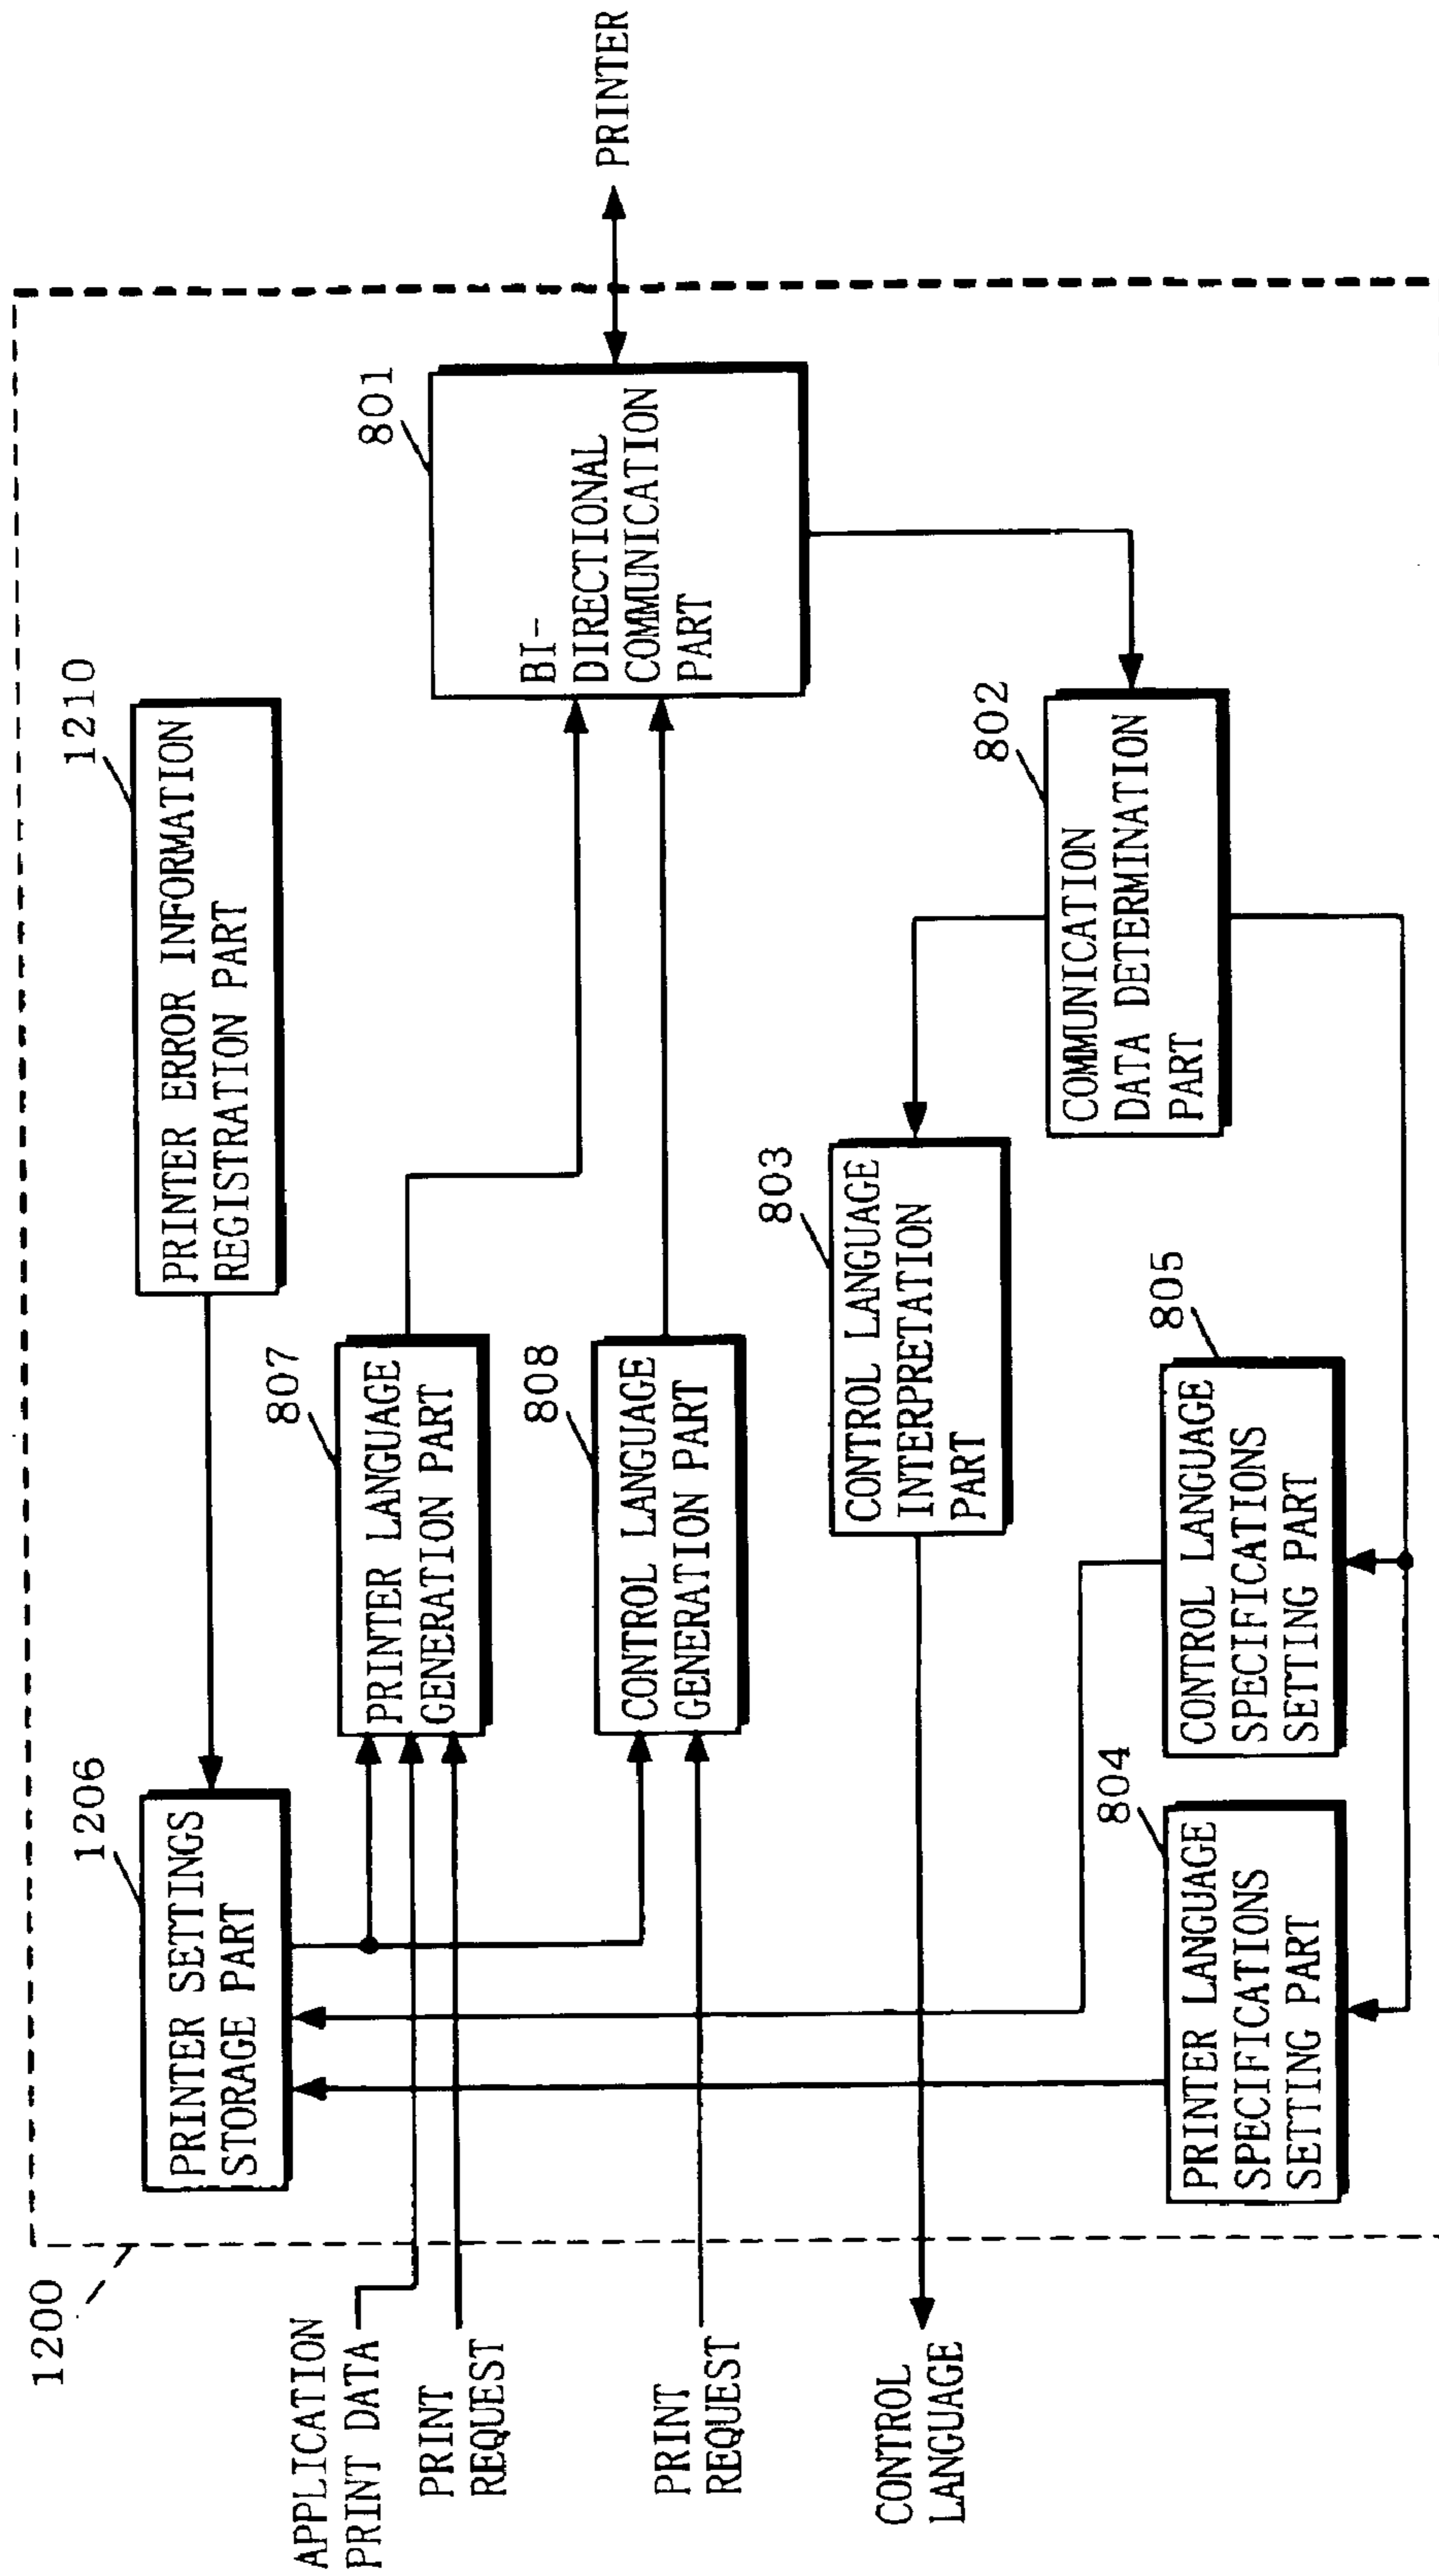 1200
1206
PRINTER SETTINGS
STORAGE PART
1210
PRINTER ERROR INFORMATION
REGISTRATION PART
APPLICATION
PRINT DATA
PRINT
REQUEST
807
PRINTER LANGUAGE
GENERATION PART
PRINT
REQUEST
808
CONTROL LANGUAGE
GENERATION PART
801
BI-
DIRECTIONAL
COMMUNICATION
PART
PRINTER
CONTROL
LANGUAGE
803
CONTROL LANGUAGE
INTERPRETATION
PART
802
COMMUNICATION
DATA DETERMINATION
PART
804
PRINTER LANGUAGE
SPECIFICATIONS
SETTING PART
805
CONTROL LANGUAGE
SPECIFICATIONS
SETTING PART